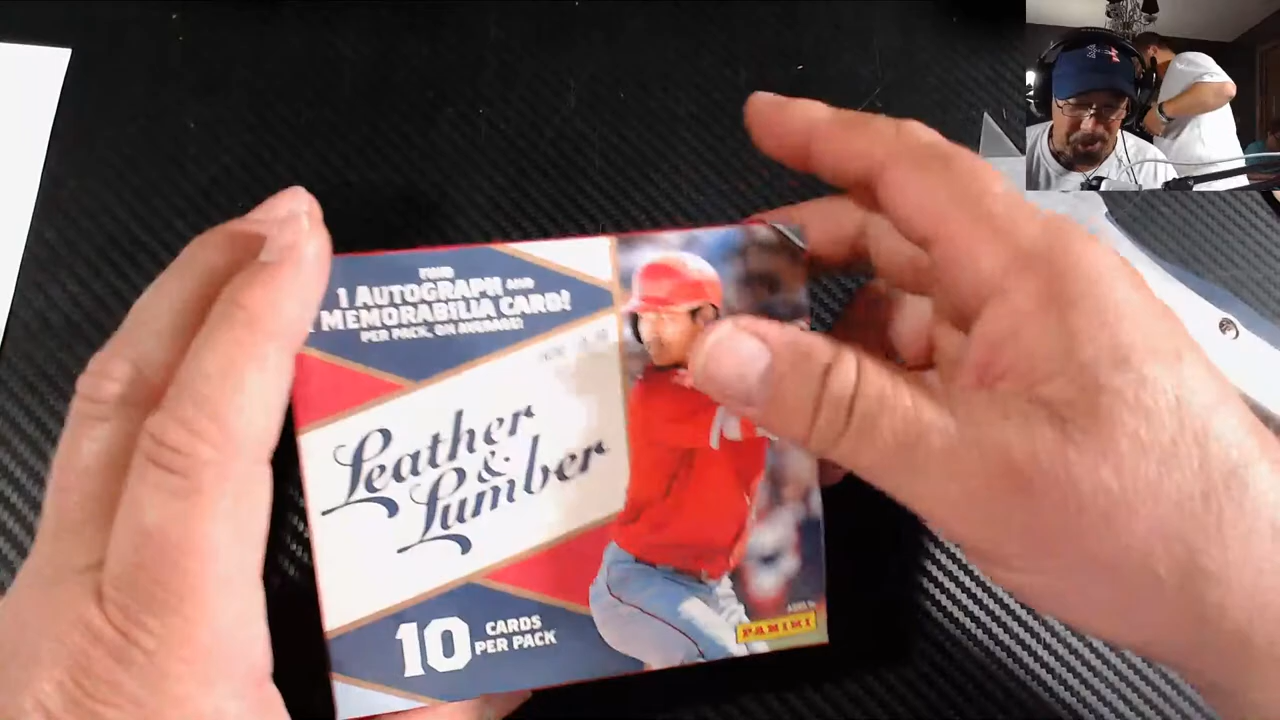 FIND
1 AUTOGRAPH AND
MEMORABILIA CARD!
PER PACK, ON AVERAGE!
Leather
&
Lumber
10 CARDS
PER PACK
PANINI